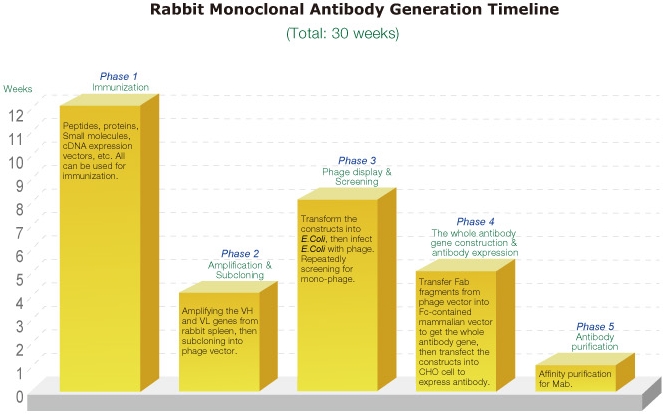 Rabbit Monoclonal Antibody Generation Timeline
(Total: 30 weeks)
Weeks
12
11
10
9
8
7
6
5
4
3
2
1
0
Phase 1
Immunization
Peptides, proteins,
Small molecules,
cDNA expression
vectors, etc. All
can be used for
immunization.
Phase 2
Amplification &
Subcloning
Amplifying the VH
and VL genes from
rabbit spleen, then
subcloning into
phage vector.
Phase 3
Phage display &
Screening
Transform the
constructs into
E.Coli, then infect
E.Coli with phage.
Repeatedly
screening for
mono-phage.
Phase 4
The whole antibody
gene construction &
antibody expression
Transfer Fab
fragments from
phage vector into
Fc-contained
mammalian vector
to get the whole
antibody gene,
then transfect the
constructs into
CHO cell to
express antibody.
Phase 5
Antibody
purification
Affinity purification
for Mab.